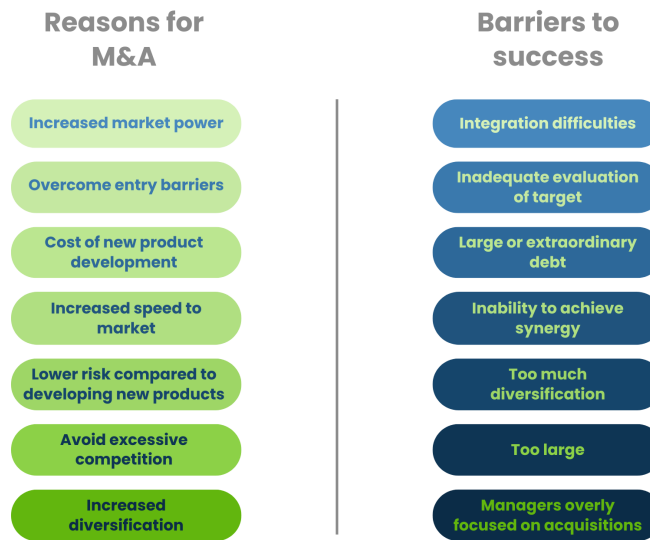 Reasons for
M&A
Increased market power
Overcome entry barriers
Cost of new product
development
Increased speed to
market
Lower risk compared to
developing new products
Avoid excessive
competition
Increased
diversification
Barriers to
success
Integration difficulties
Inadequate evaluation
of target
Large or extraordinary
debt
Inability to achieve
synergy
Too much
diversification
Too large
Managers overly
focused on acquisitions